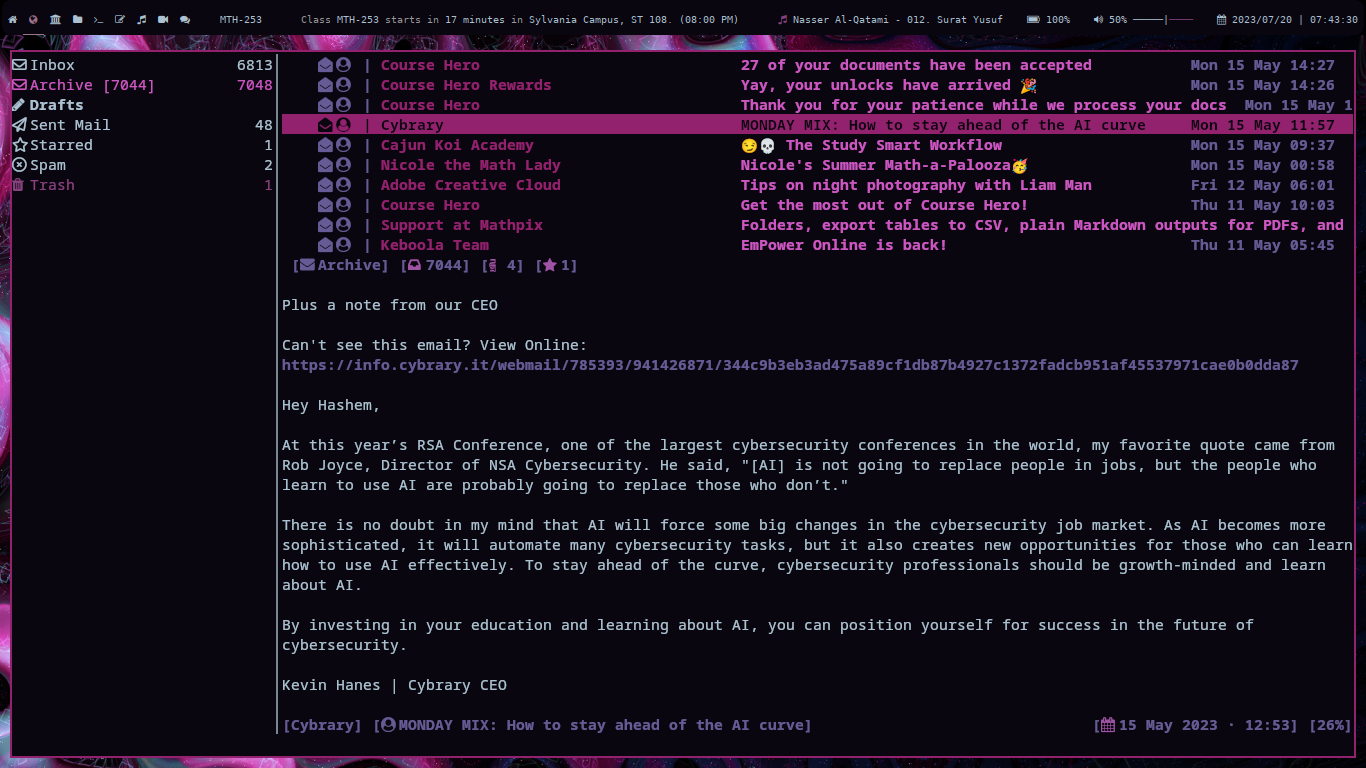 MTH-253 Class MTH-253 starts in 17 minutes in Sylvania Campus, ST 108. (08:00 PM) Nasser Al-Qatami - 012. Surat Yusuf 100% 50% 2023/07/20 | 07:43:30
Inbox 6813
Archive [7044] 7048
Drafts
Sent Mail 48
Starred 1
Spam 2
Trash 1
| Course Hero 27 of your documents have been accepted Mon 15 May 14:27
| Course Hero Rewards Yay, your unlocks have arrived 🎉 Mon 15 May 14:26
| Course Hero Thank you for your patience while we process your docs Mon 15 May 1
| Cybrary MONDAY MIX: How to stay ahead of the AI curve Mon 15 May 11:57
| Cajun Koi Academy 😏💀 The Study Smart Workflow Mon 15 May 09:37
| Nicole the Math Lady Nicole's Summer Math-a-Palooza🥳 Mon 15 May 00:58
| Adobe Creative Cloud Tips on night photography with Liam Man Fri 12 May 06:01
| Course Hero Get the most out of Course Hero! Thu 11 May 10:03
| Support at Mathpix Folders, export tables to CSV, plain Markdown outputs for PDFs, and
| Keboola Team EmPower Online is back! Thu 11 May 05:45
[Archive] [7044] [4] [1]
Plus a note from our CEO
Can't see this email? View Online:
https://info.cybrary.it/webmail/785393/941426871/344c9b3eb3ad475a89cf1db87b4927c1372fadcb951af45537971cae0b0dda87
Hey Hashem,
At this year’s RSA Conference, one of the largest cybersecurity conferences in the world, my favorite quote came from
Rob Joyce, Director of NSA Cybersecurity. He said, "[AI] is not going to replace people in jobs, but the people who
learn to use AI are probably going to replace those who don’t."
There is no doubt in my mind that AI will force some big changes in the cybersecurity job market. As AI becomes more
sophisticated, it will automate many cybersecurity tasks, but it also creates new opportunities for those who can learn
how to use AI effectively. To stay ahead of the curve, cybersecurity professionals should be growth-minded and learn
about AI.
By investing in your education and learning about AI, you can position yourself for success in the future of
cybersecurity.
Kevin Hanes | Cybrary CEO
[Cybrary] [MONDAY MIX: How to stay ahead of the AI curve] [15 May 2023 · 12:53] [26%]